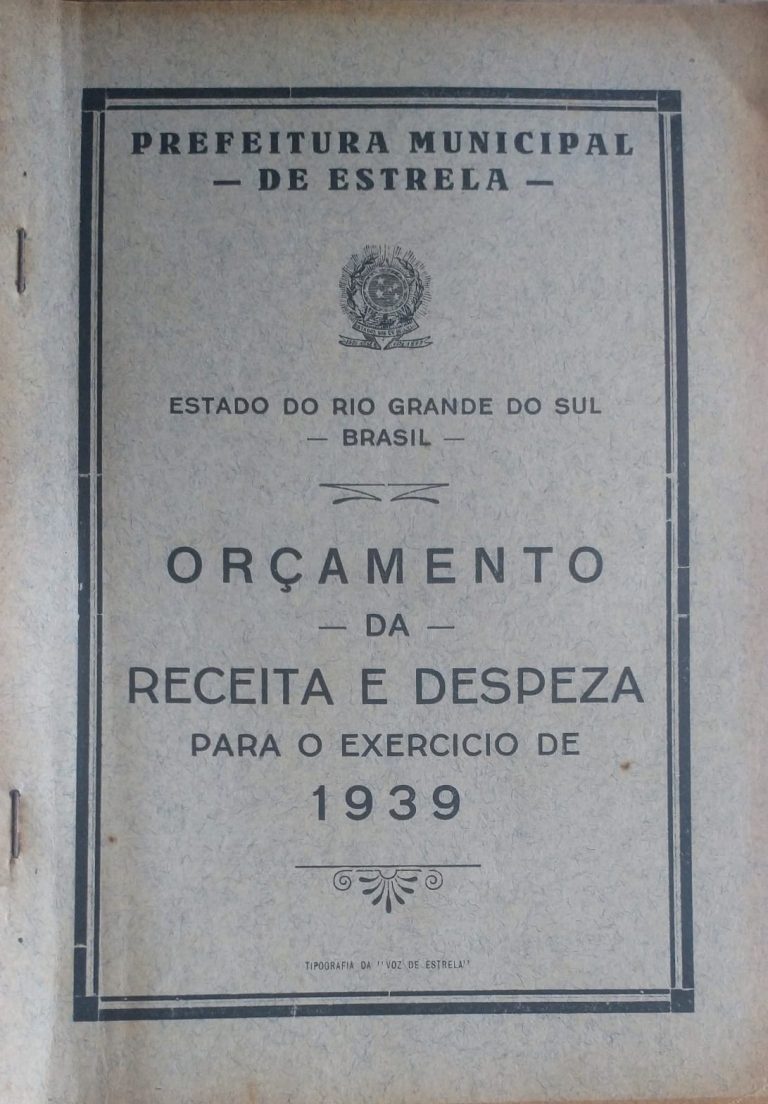 PREFEITURA MUNICIPAL
— DE ESTRELA —
ESTADO DO RIO GRANDE DO SUL
— BRASIL —
ORÇAMENTO
— DA —
RECEITA E DESPEZA
PARA O EXERCICIO DE
1939
TIPOGRAFIA DA "VOZ DE ESTRELA"